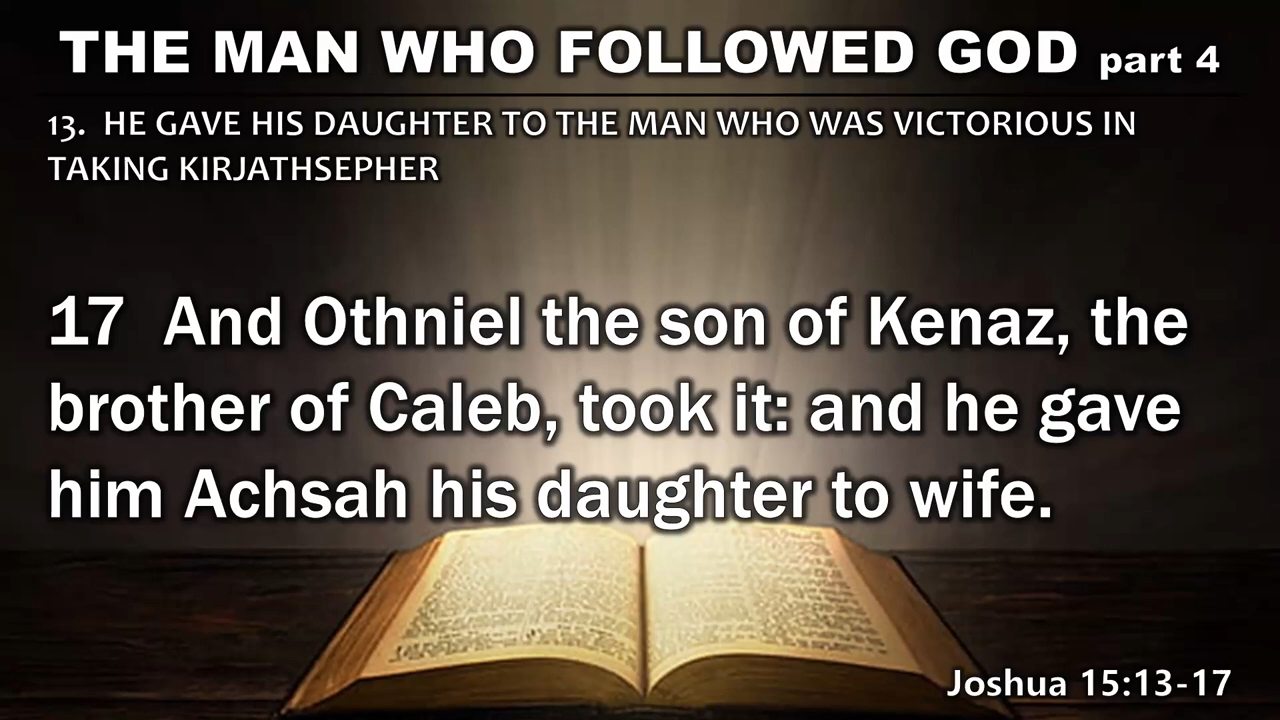 THE MAN WHO FOLLOWED GOD part 4
13. HE GAVE HIS DAUGHTER TO THE MAN WHO WAS VICTORIOUS IN
TAKING KIRJATHSEPHER
17 And Othniel the son of Kenaz, the
brother of Caleb, took it: and he gave
him Achsah his daughter to wife.
Joshua 15:13-17